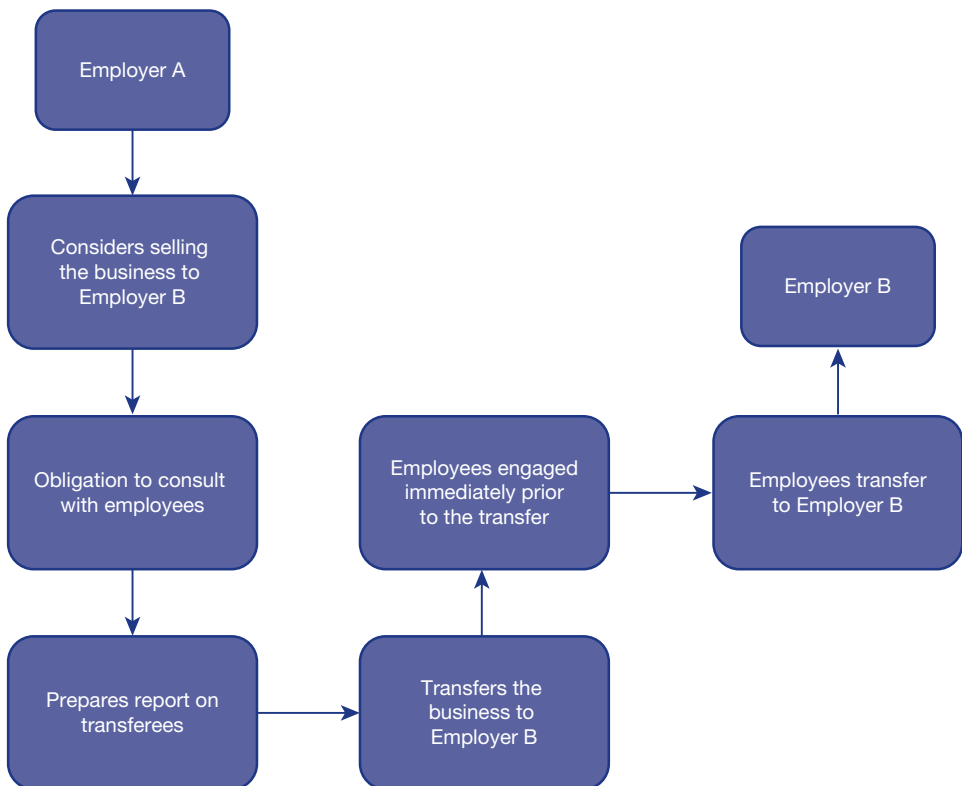 Employer A
Considers selling
the business to
Employer B
Obligation to consult
with employees
Prepares report on
transferees
Transfers the
business to
Employer B
Employees engaged
immediately prior
to the transfer
Employees transfer
to Employer B
Employer B